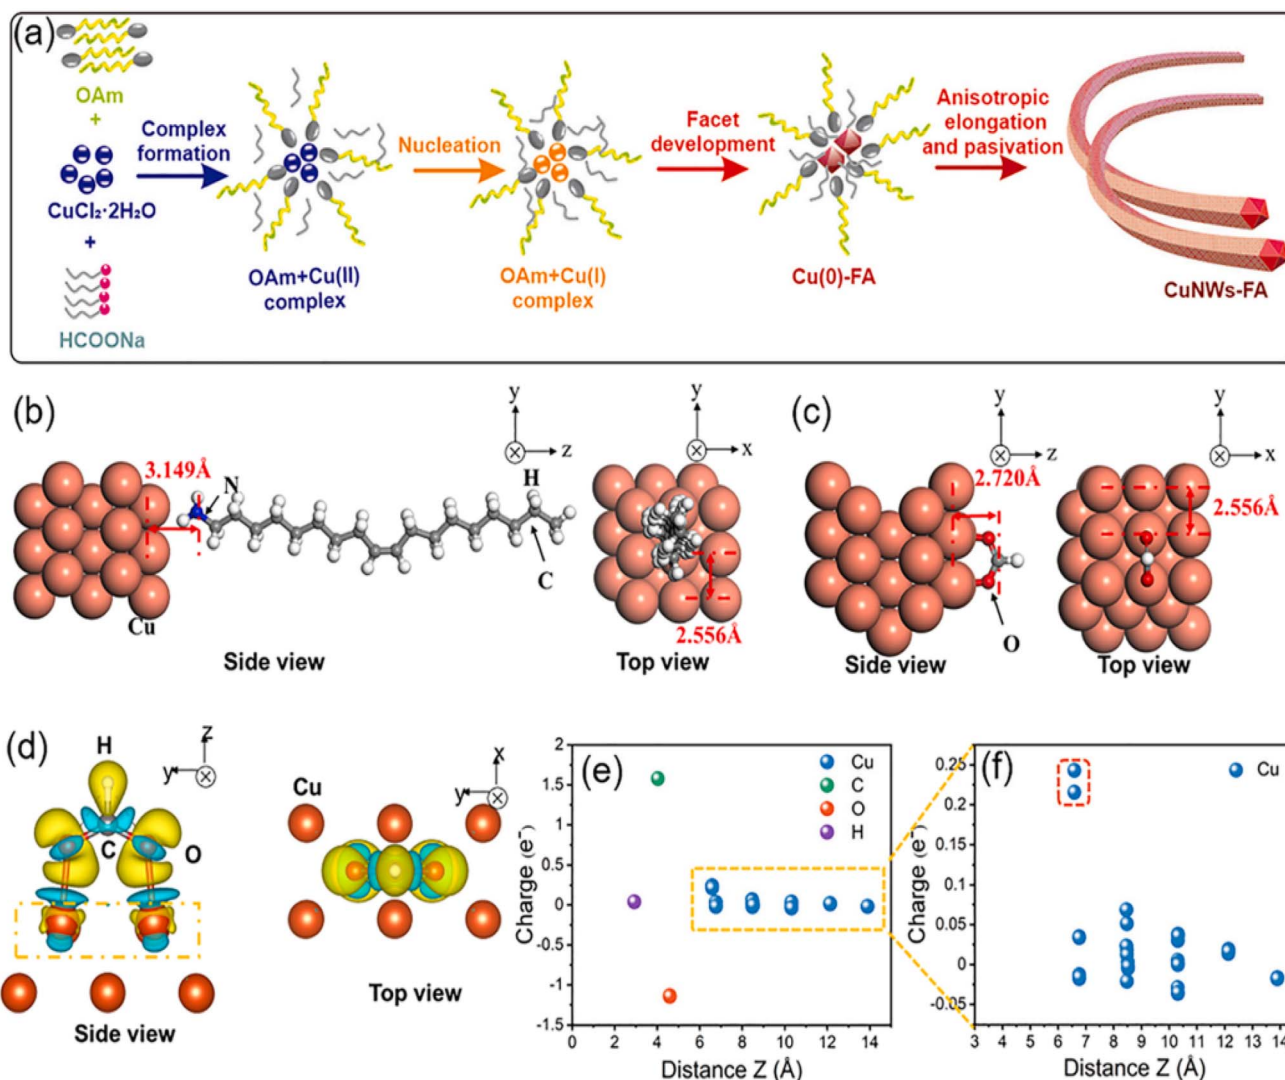 (a)
OAm
+
CuCl₂·2H₂O
+
HCOONa
Complex
formation
OAm+Cu(II)
complex
Nucleation
OAm+Cu(I)
complex
Facet
development
Cu(0)-FA
Anisotropic
elongation
and pasivation
CuNWs-FA
(b)
3.149Å
N
Cu
y
z
H
C
Side view
y
x
2.556Å
Top view
(c)
y
z
2.720Å
O
Side view
y
x
2.556Å
Top view
(d)
H
z
y
C
O
Side view
Cu
x
y
Top view
(e)
Charge (e⁻)
2
1.5
1
0.5
0
-0.5
-1
-1.5
Cu
C
O
H
0 2 4 6 8 10 12 14
Distance Z (Å)
(f)
Charge (e⁻)
0.25
0.2
0.15
0.1
0.05
0
-0.05
Cu
3 4 5 6 7 8 9 10 11 12 13 14
Distance Z (Å)